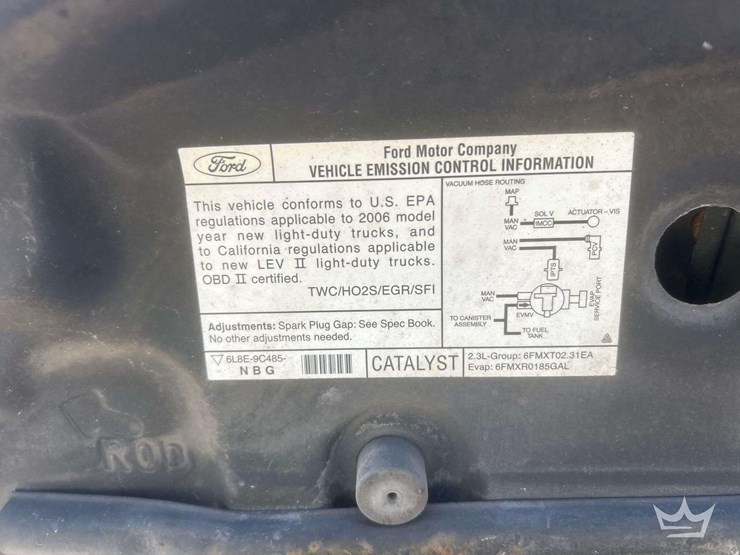 Ford
Ford Motor Company
VEHICLE EMISSION CONTROL INFORMATION
This vehicle conforms to U.S. EPA
regulations applicable to 2006 model
year new light-duty trucks, and
to California regulations applicable
to new LEV II light-duty trucks.
OBD II certified.
TWC/HO2S/EGR/SFI
Adjustments: Spark Plug Gap: See Spec Book.
No other adjustments needed.
6L8E-9C485-
NBG
CATALYST
2.3L-Group: 6FMXT02.31EA
Evap: 6FMXR0185GAL
VACUUM HOSE ROUTING
MAP
MAN
VAC
SOL V
IMCC
ACTUATOR-VIS
MAN
VAC
PCV
IPTS
MAN
VAC
EVMV
EVAP
SERVICE PORT
TO CANISTER
ASSEMBLY
TO FUEL
TANK
ROD